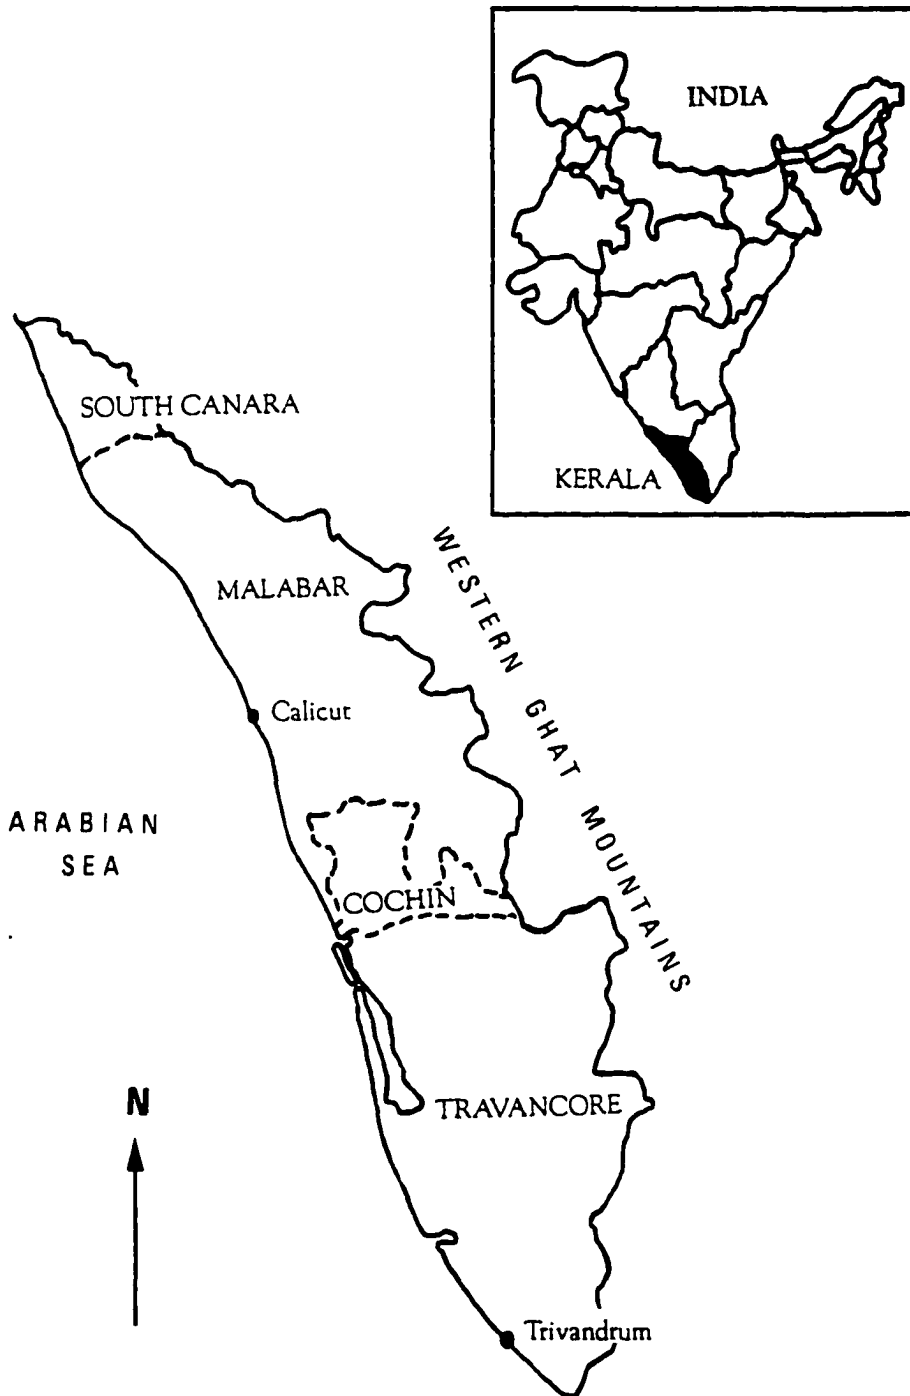 INDIA
KERALA
SOUTH CANARA
MALABAR
WESTERN GHAT MOUNTAINS
Calicut
ARABIAN
SEA
COCHIN
N
TRAVANCORE
Trivandrum